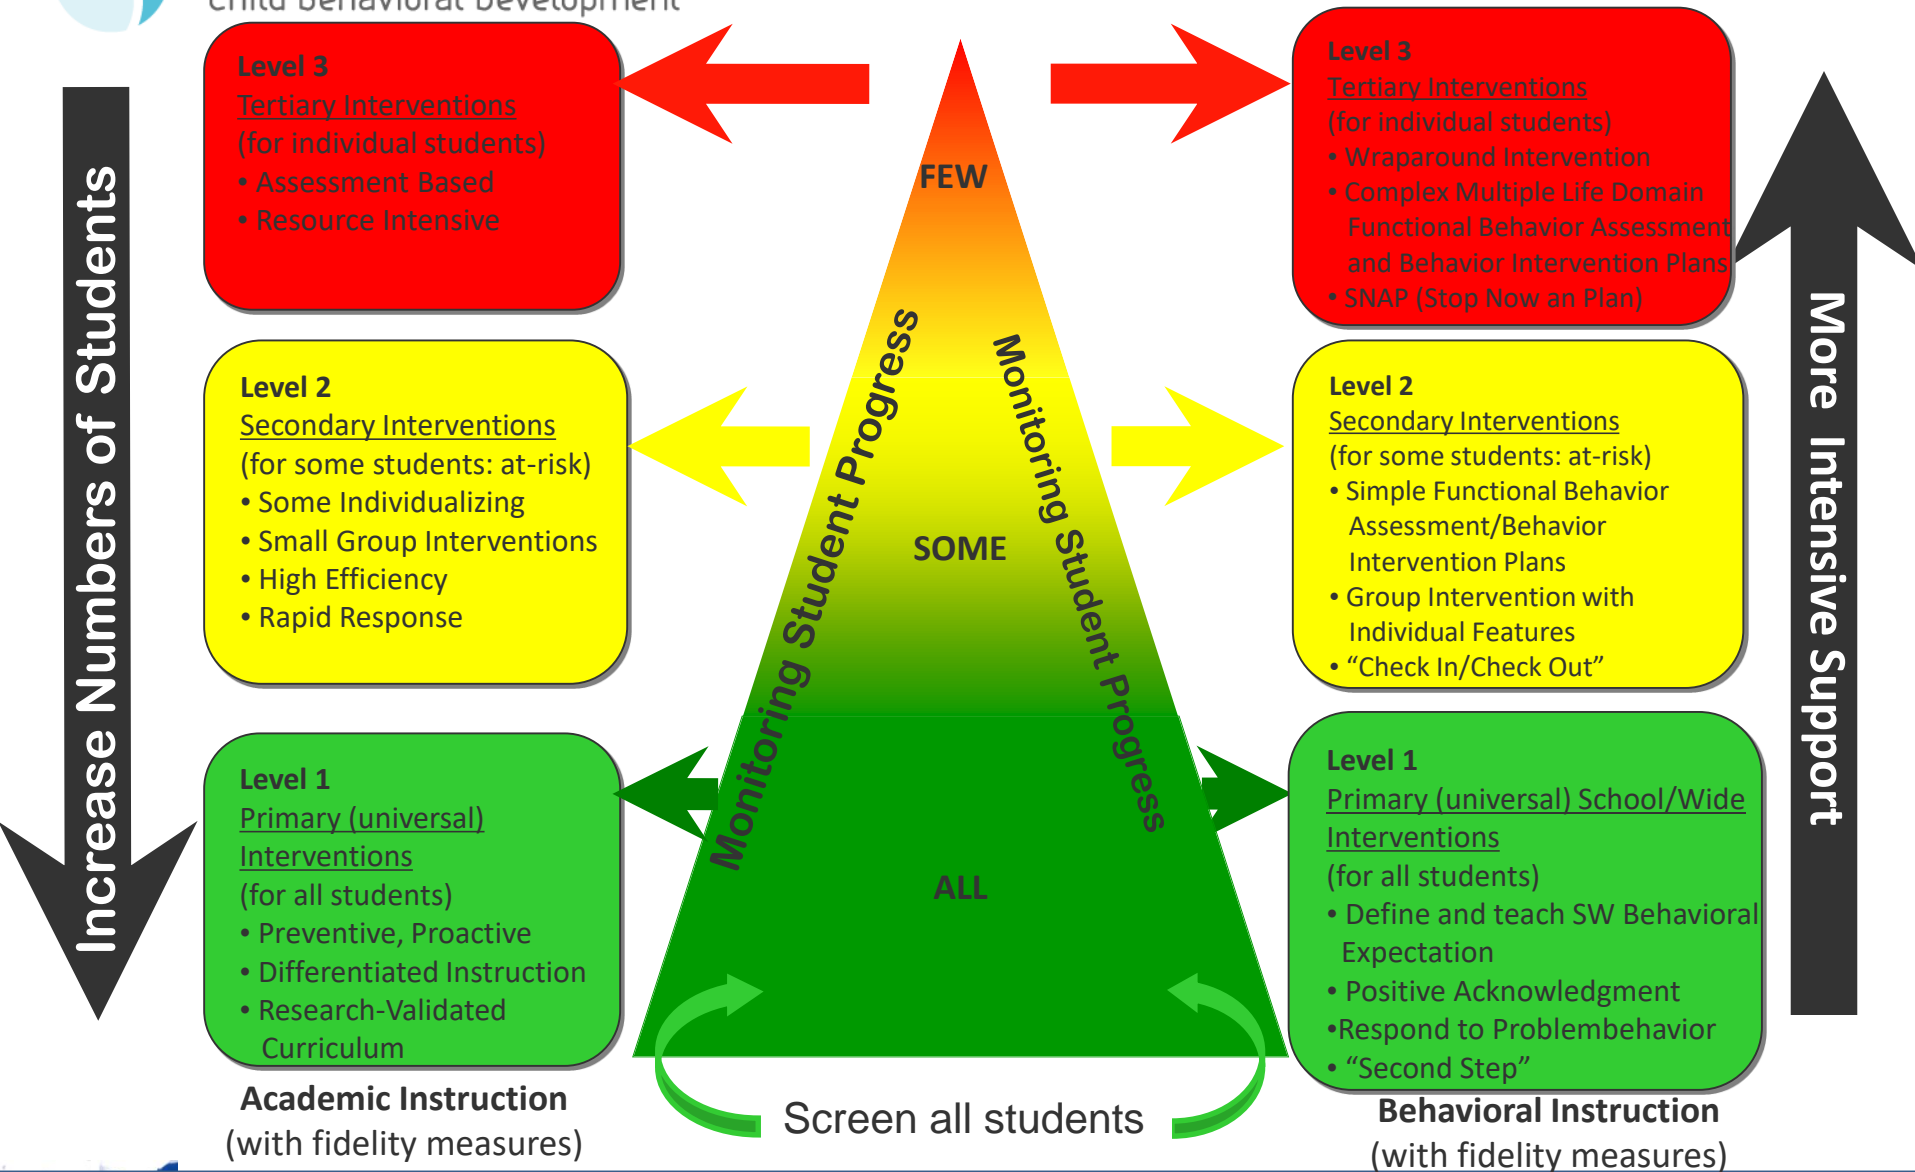 Child Behavioral Development
Increase Numbers of Students
Level 3
Tertiary Interventions
(for individual students)
• Assessment Based
• Resource Intensive
Level 2
Secondary Interventions
(for some students: at-risk)
• Some Individualizing
• Small Group Interventions
• High Efficiency
• Rapid Response
Level 1
Primary (universal)
Interventions
(for all students)
• Preventive, Proactive
• Differentiated Instruction
• Research-Validated
Curriculum
Academic Instruction
(with fidelity measures)
FEW
SOME
ALL
Monitoring Student Progress
Monitoring Student Progress
Screen all students
Level 3
Tertiary Interventions
(for individual students)
• Wraparound Intervention
• Complex Multiple Life Domain
Functional Behavior Assessment
and Behavior Intervention Plans
• SNAP (Stop Now an Plan)
Level 2
Secondary Interventions
(for some students: at-risk)
• Simple Functional Behavior
Assessment/Behavior
Intervention Plans
• Group Intervention with
Individual Features
• “Check In/Check Out”
Level 1
Primary (universal) School/Wide
Interventions
(for all students)
• Define and teach SW Behavioral
Expectation
• Positive Acknowledgment
•Respond to Problembehavior
• “Second Step”
Behavioral Instruction
(with fidelity measures)
More Intensive Support